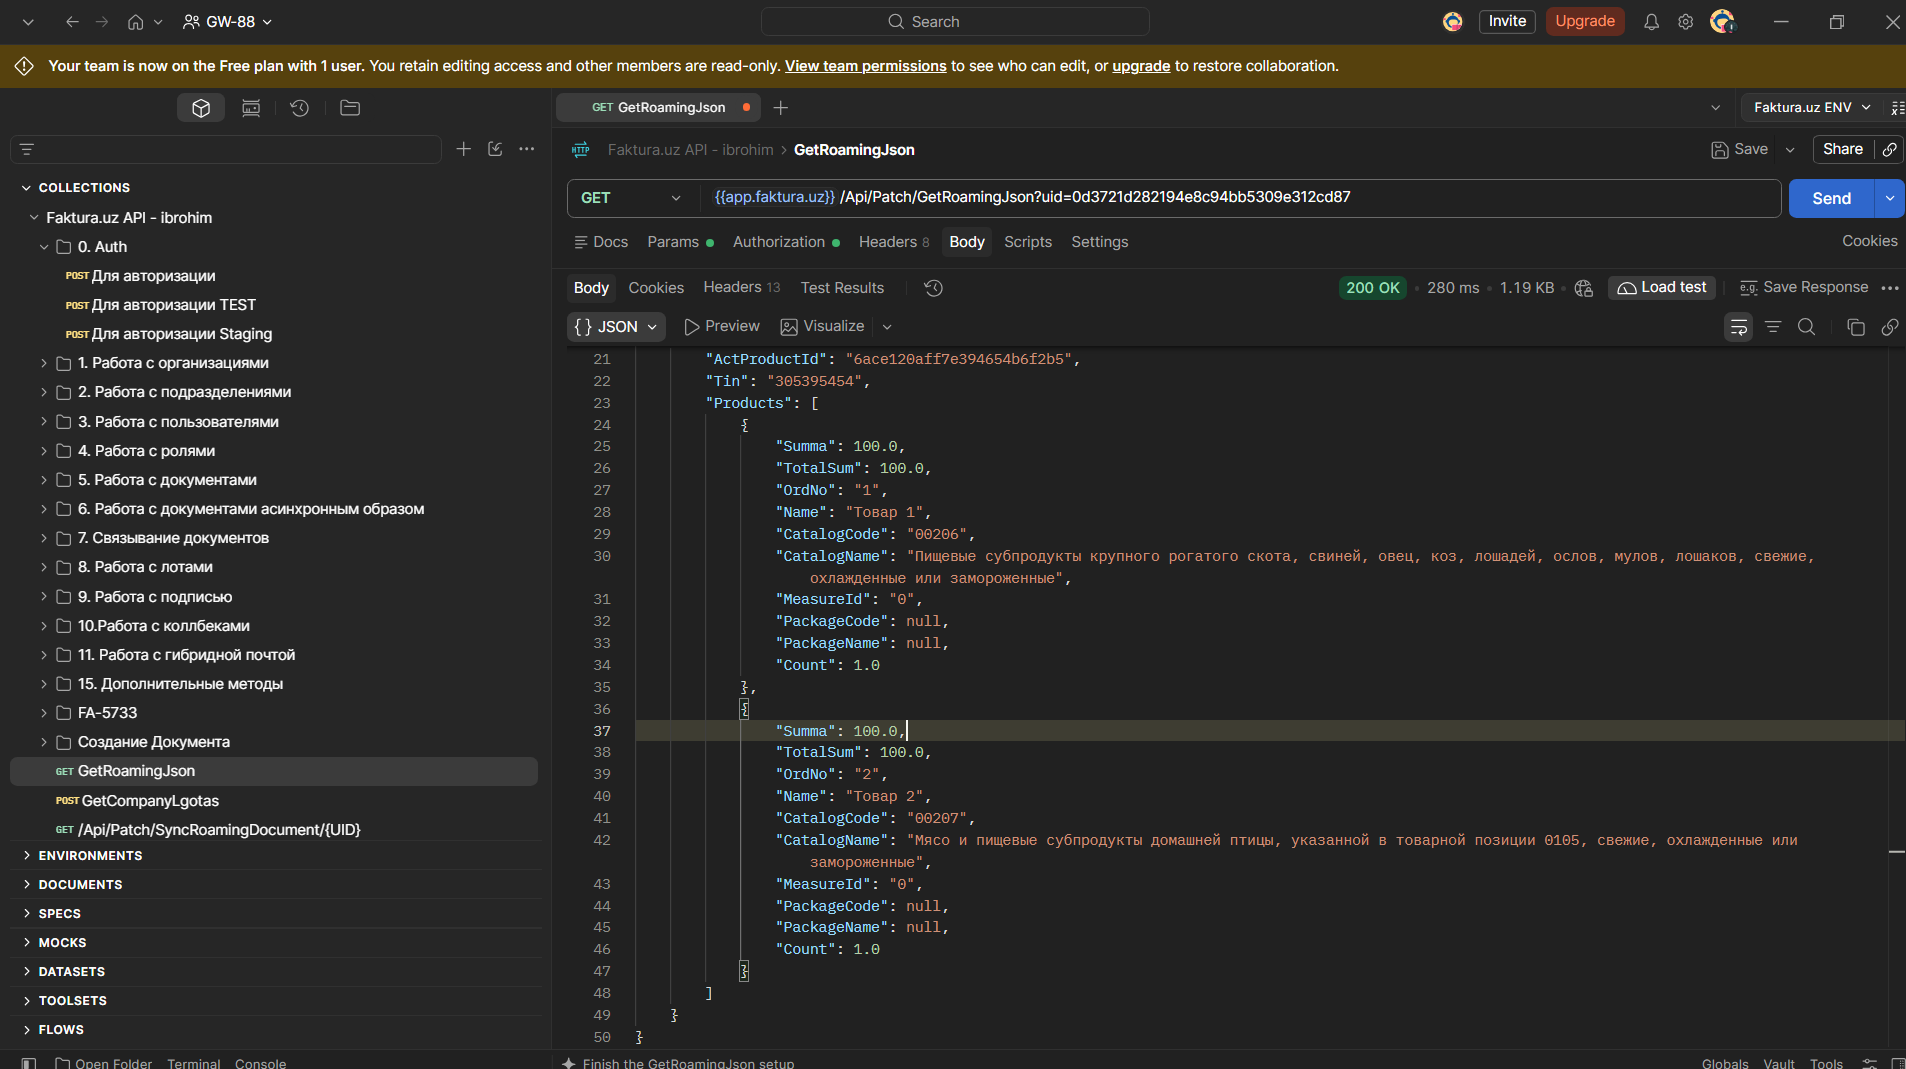 GW-88
Search
Invite
Upgrade
Your team is now on the Free plan with 1 user. You retain editing access and other members are read-only. View team permissions to see who can edit, or upgrade to restore collaboration.
GET GetRoamingJson
Faktura.uz ENV
COLLECTIONS
Faktura.uz API - ibrohim
0. Auth
POST Для авторизации
POST Для авторизации TEST
POST Для авторизации Staging
1. Работа с организациями
2. Работа с подразделениями
3. Работа с пользователями
4. Работа с ролями
5. Работа с документами
6. Работа с документами асинхронным образом
7. Связывание документов
8. Работа с лотами
9. Работа с подписью
10.Работа с коллбеками
11. Работа с гибридной почтой
15. Дополнительные методы
FA-5733
Создание Документа
GET GetRoamingJson
POST GetCompanyLgotas
GET /Api/Patch/SyncRoamingDocument/{UID}
ENVIRONMENTS
DOCUMENTS
SPECS
MOCKS
DATASETS
TOOLSETS
FLOWS
HTTP Faktura.uz API - ibrohim > GetRoamingJson
Save
Share
GET {{app.faktura.uz}} /Api/Patch/GetRoamingJson?uid=0d3721d282194e8c94bb5309e312cd87
Send
Docs Params Authorization Headers 8 Body Scripts Settings
Cookies
Body Cookies Headers 13 Test Results
200 OK • 280 ms • 1.19 KB
Load test
e.g. Save Response
{} JSON Preview Visualize
21 "ActProductId": "6ace120aff7e394654b6f2b5",
22 "Tin": "305395454",
23 "Products": [
24 {
25 "Summa": 100.0,
26 "TotalSum": 100.0,
27 "OrdNo": "1",
28 "Name": "Товар 1",
29 "CatalogCode": "00206",
30 "CatalogName": "Пищевые субпродукты крупного рогатого скота, свиней, овец, коз, лошадей, ослов, мулов, лошаков, свежие,
охлажденные или замороженные",
31 "MeasureId": "0",
32 "PackageCode": null,
33 "PackageName": null,
34 "Count": 1.0
35 },
36 {
37 "Summa": 100.0,
38 "TotalSum": 100.0,
39 "OrdNo": "2",
40 "Name": "Товар 2",
41 "CatalogCode": "00207",
42 "CatalogName": "Мясо и пищевые субпродукты домашней птицы, указанной в товарной позиции 0105, свежие, охлажденные или
замороженные",
43 "MeasureId": "0",
44 "PackageCode": null,
45 "PackageName": null,
46 "Count": 1.0
47 }
48 ]
49 }
50 }
Open Folder Terminal Console
Finish the GetRoamingJson setup
Globals Vault Tools